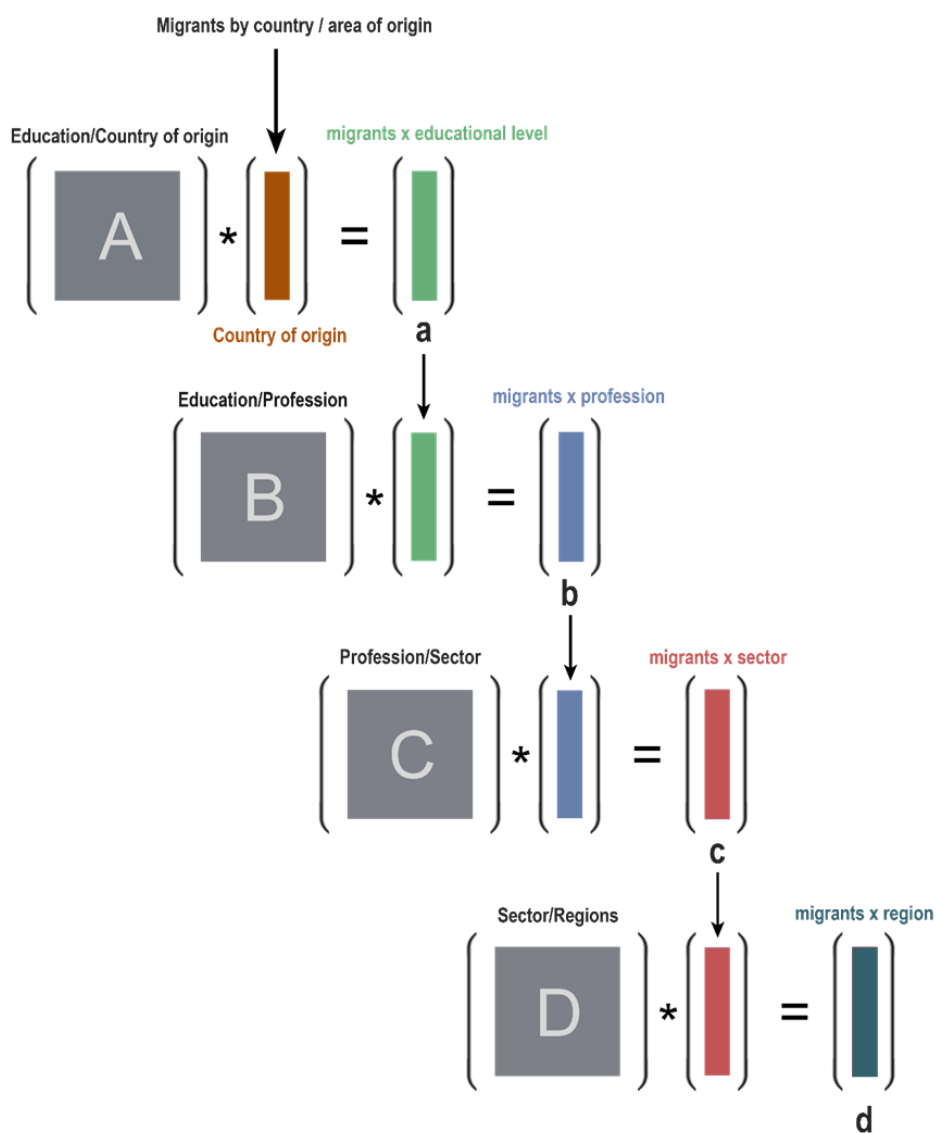 Migrants by country / area of origin
Education/Country of origin
migrants x educational level
A
*
=
Country of origin
a
Education/Profession
migrants x profession
B
*
=
b
Profession/Sector
migrants x sector
C
*
=
c
Sector/Regions
migrants x region
D
*
=
d